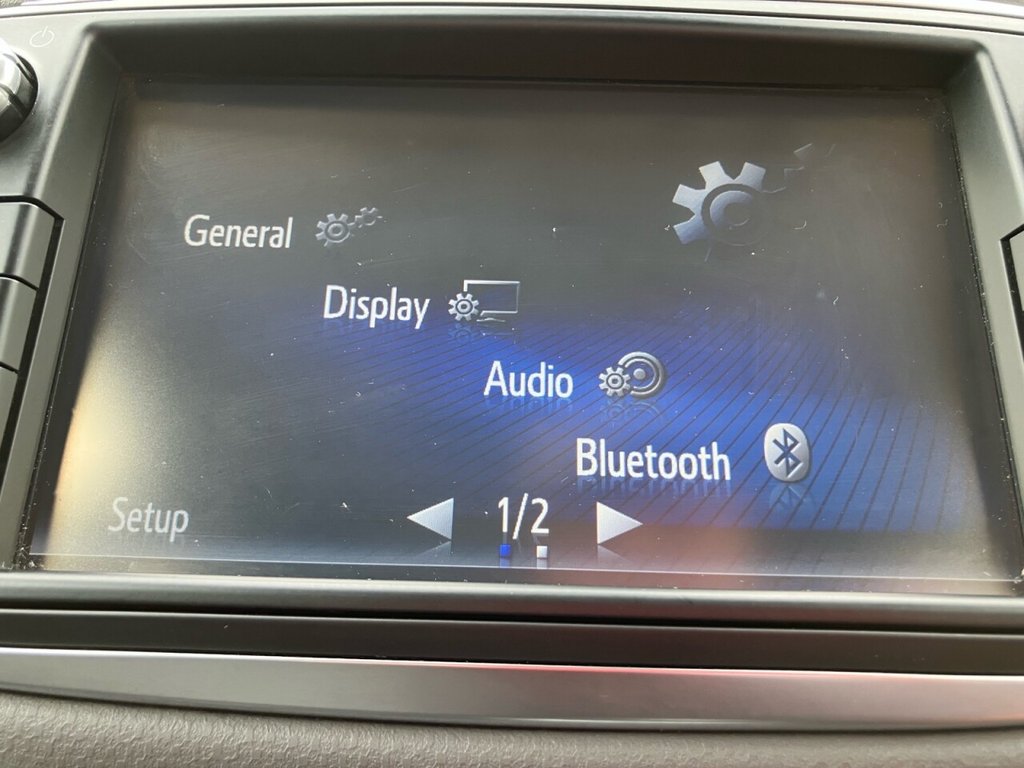 General
Display
Audio
Bluetooth
Setup
1/2